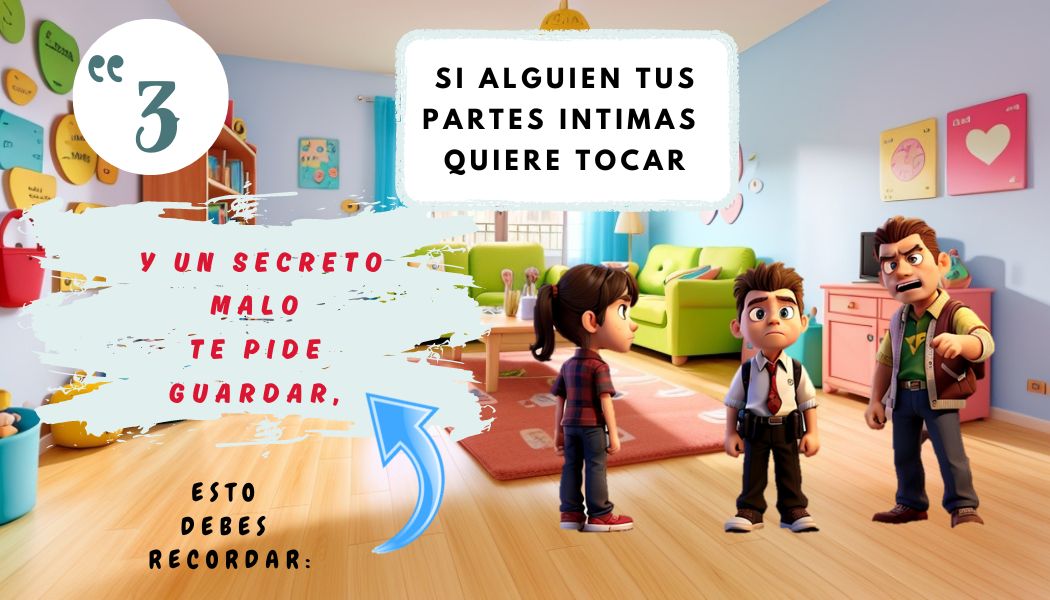 3
SI ALGUIEN TUS
PARTES INTIMAS
QUIERE TOCAR
Y UN SECRETO
MALO
TE PIDE
GUARDAR,
ESTO
DEBES
RECORDAR: